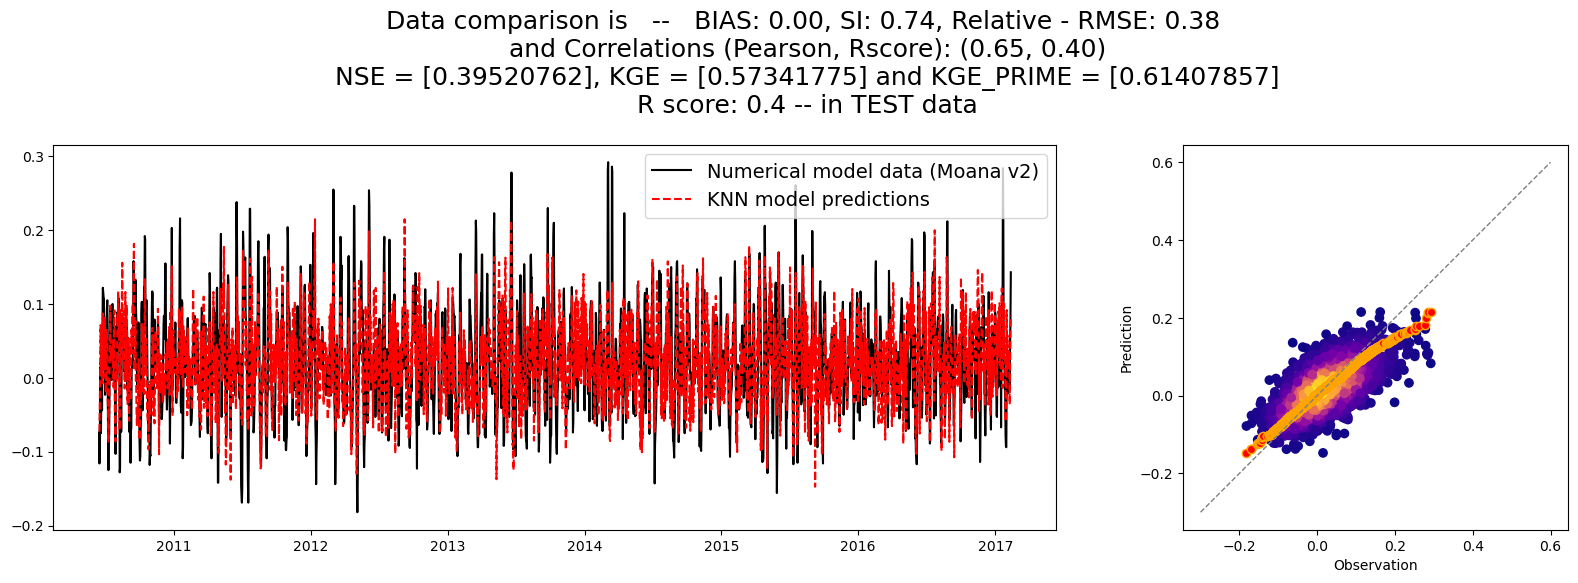 Data comparison is   --   BIAS: 0.00, SI: 0.74, Relative - RMSE: 0.38
and Correlations (Pearson, Rscore): (0.65, 0.40)
NSE = [0.39520762], KGE = [0.57341775] and KGE_PRIME = [0.61407857]
R score: 0.4 -- in TEST data
Numerical model data (Moana v2)
KNN model predictions
0.3
0.2
0.1
0.0
−0.1
−0.2
2011
2012
2013
2014
2015
2016
2017
Prediction
0.6
0.4
0.2
0.0
−0.2
−0.2
0.0
0.2
0.4
0.6
Observation